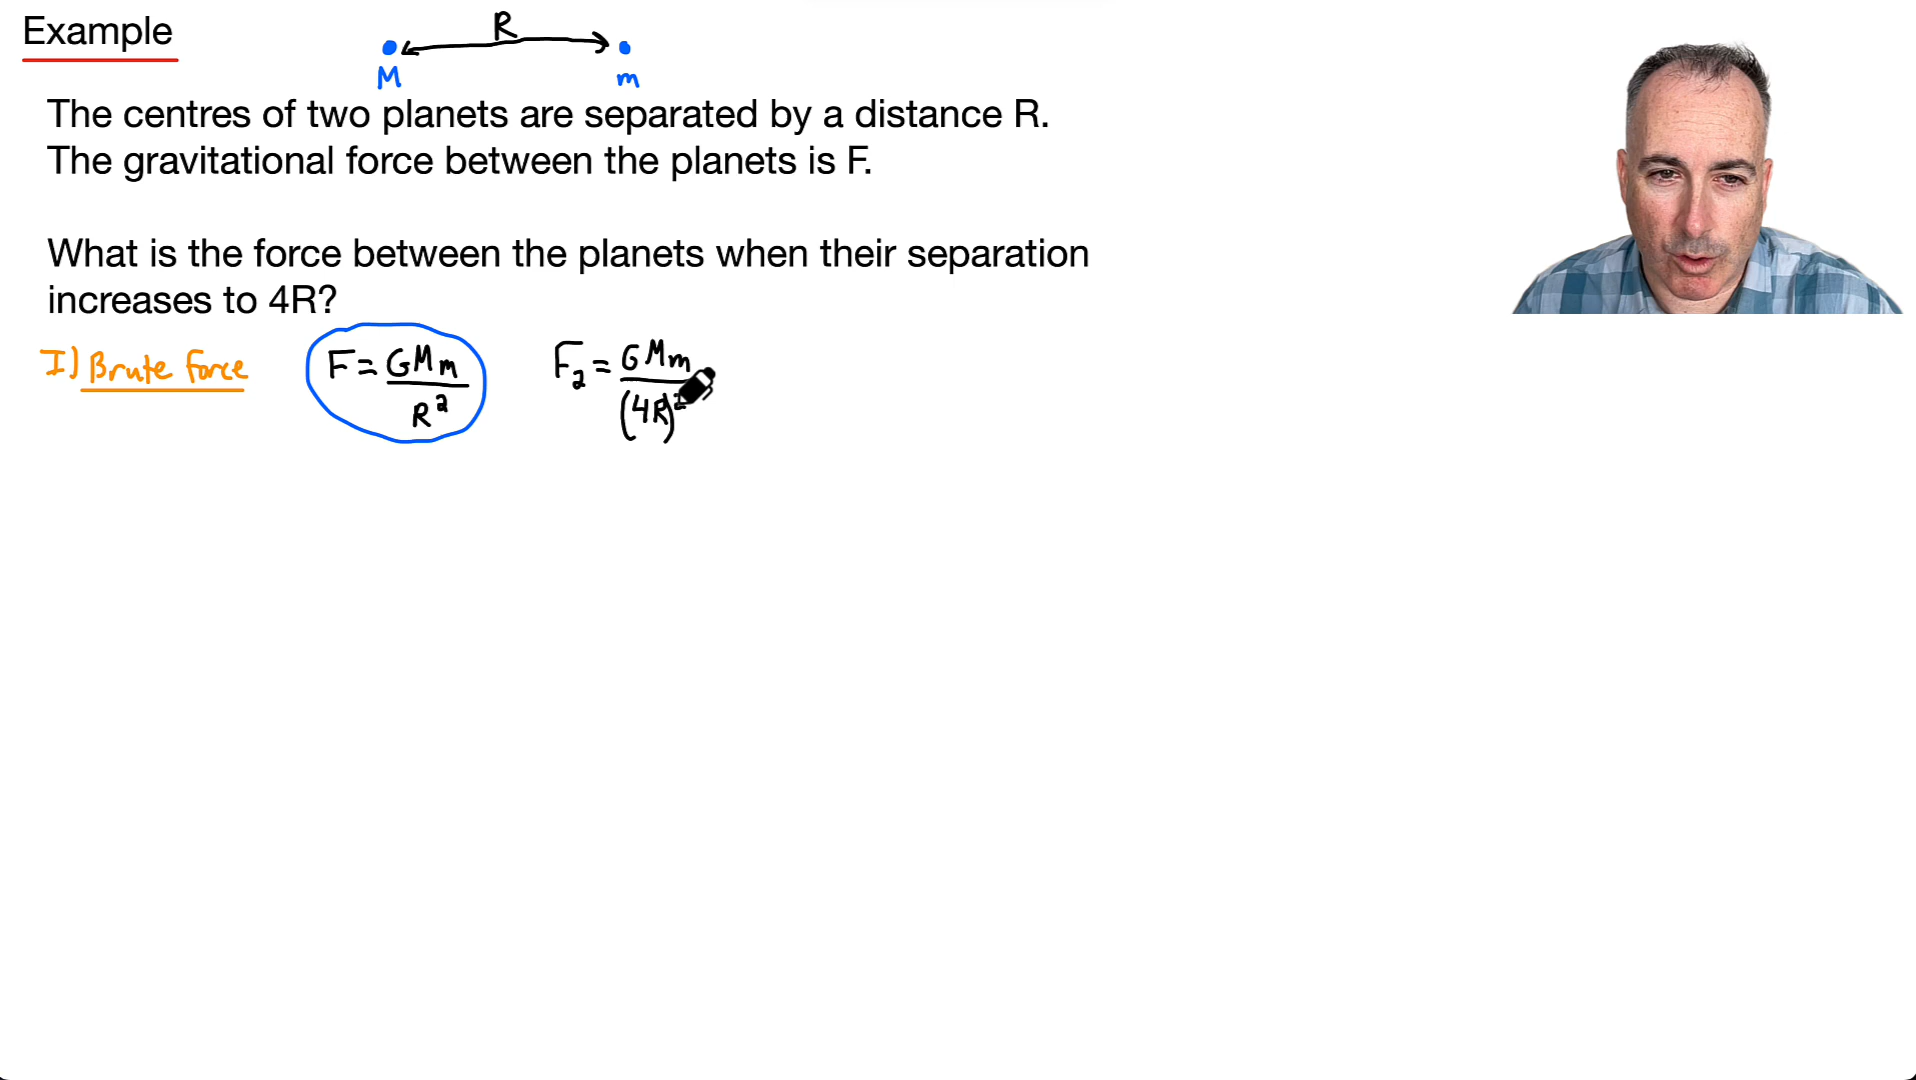 Example
R
M m
The centres of two planets are separated by a distance R.
The gravitational force between the planets is F.
What is the force between the planets when their separation
increases to 4R?
I) Brute force F = GMm / R² F₂ = GMm / (4R)²